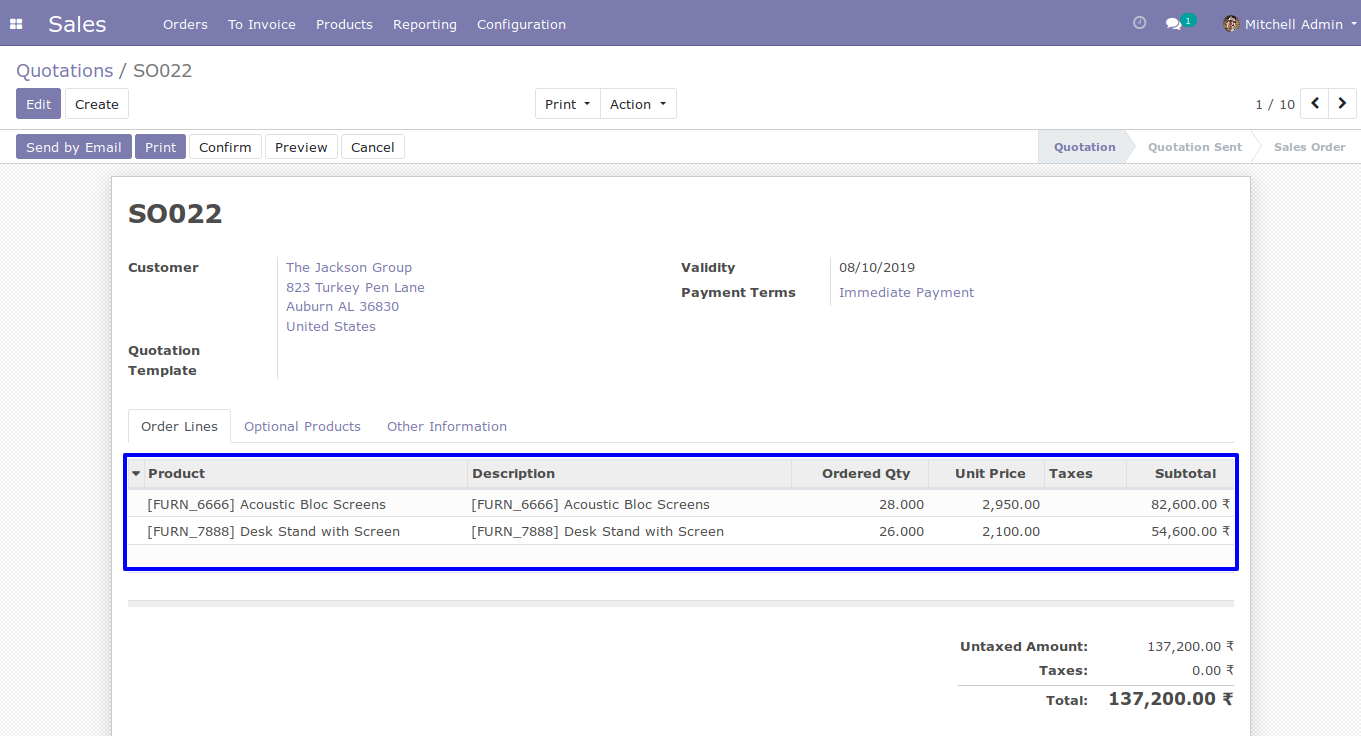 Sales Orders To Invoice Products Reporting Configuration 1 Mitchell Admin
Quotations / SO022
Edit Create Print Action 1 / 10
Send by Email Print Confirm Preview Cancel Quotation Quotation Sent Sales Order
SO022
Customer The Jackson Group Validity 08/10/2019
823 Turkey Pen Lane Payment Terms Immediate Payment
Auburn AL 36830
United States
Quotation
Template
Order Lines Optional Products Other Information
Product Description Ordered Qty Unit Price Taxes Subtotal
[FURN_6666] Acoustic Bloc Screens [FURN_6666] Acoustic Bloc Screens 28.000 2,950.00 82,600.00 ₹
[FURN_7888] Desk Stand with Screen [FURN_7888] Desk Stand with Screen 26.000 2,100.00 54,600.00 ₹
Untaxed Amount: 137,200.00 ₹
Taxes: 0.00 ₹
Total: 137,200.00 ₹